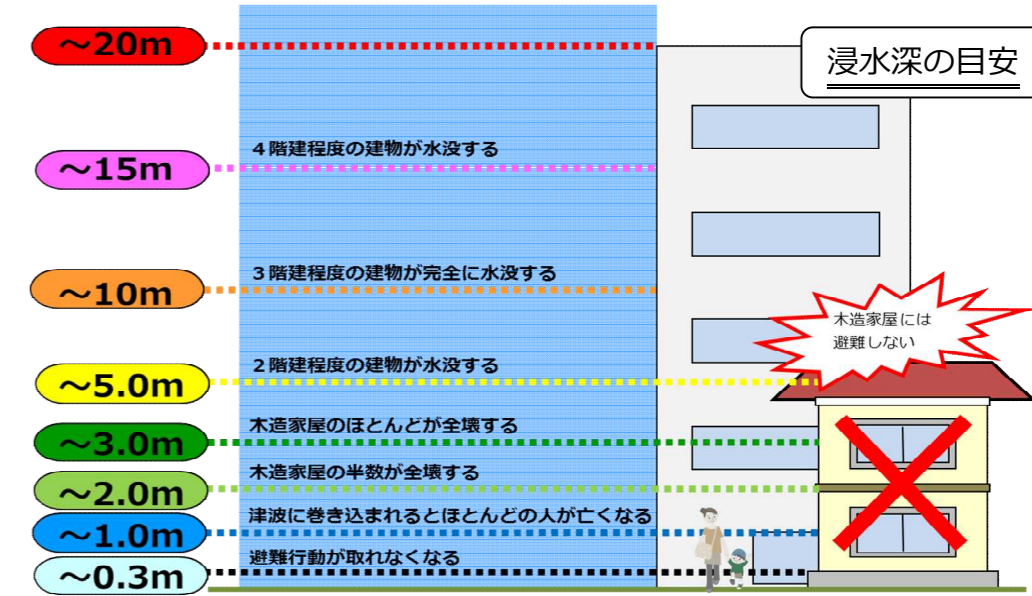 浸水深の目安
～20m
４階建程度の建物が水没する
～15m
３階建程度の建物が完全に水没する
～10m
木造家屋には
避難しない
２階建程度の建物が水没する
～5.0m
木造家屋のほとんどが全壊する
～3.0m
木造家屋の半数が全壊する
～2.0m
津波に巻き込まれるとほとんどの人が亡くなる
～1.0m
避難行動が取れなくなる
～0.3m